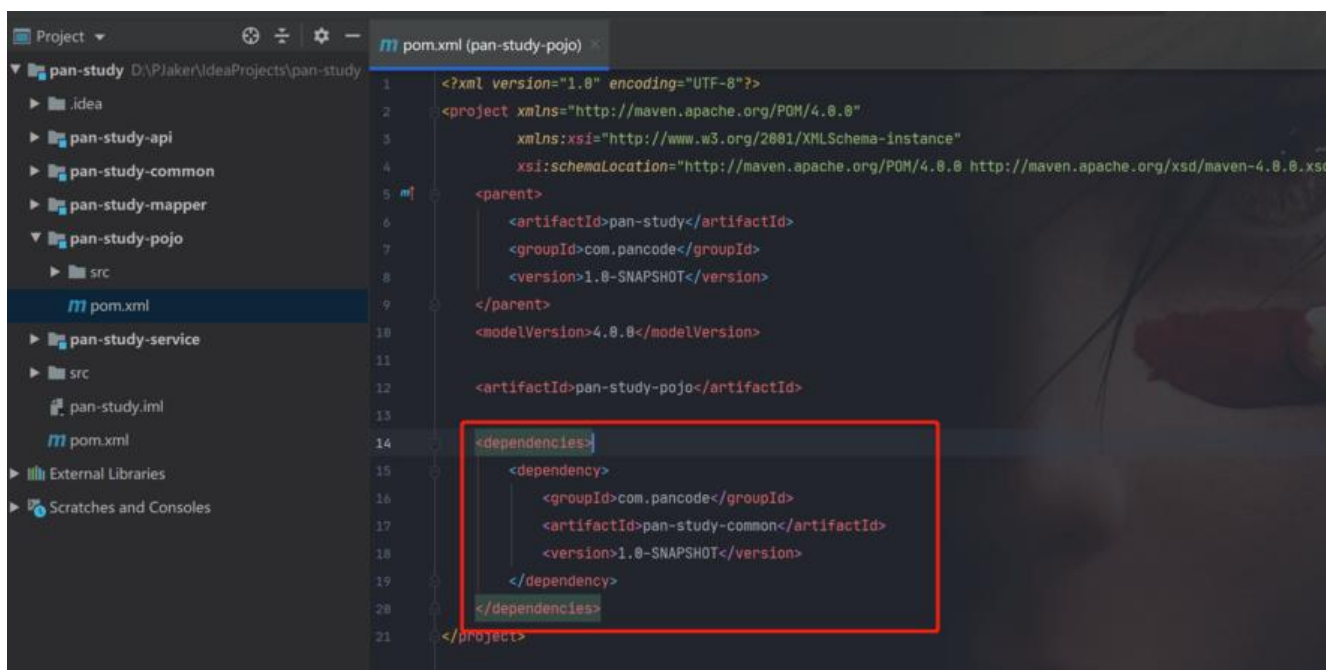 Project
pom.xml (pan-study-pojo)
pan-study D:\PJaker\IdeaProjects\pan-study
.idea
pan-study-api
pan-study-common
pan-study-mapper
pan-study-pojo
src
pom.xml
pan-study-service
src
pan-study.iml
pom.xml
External Libraries
Scratches and Consoles
1 <?xml version="1.0" encoding="UTF-8"?>
2 <project xmlns="http://maven.apache.org/POM/4.0.0"
3 xmlns:xsi="http://www.w3.org/2001/XMLSchema-instance"
4 xsi:schemaLocation="http://maven.apache.org/POM/4.0.0 http://maven.apache.org/xsd/maven-4.0.0.xsd
5 <parent>
6 <artifactId>pan-study</artifactId>
7 <groupId>com.pancode</groupId>
8 <version>1.0-SNAPSHOT</version>
9 </parent>
10 <modelVersion>4.0.0</modelVersion>
11
12 <artifactId>pan-study-pojo</artifactId>
13
14 <dependencies>
15 <dependency>
16 <groupId>com.pancode</groupId>
17 <artifactId>pan-study-common</artifactId>
18 <version>1.0-SNAPSHOT</version>
19 </dependency>
20 </dependencies>
21 </project>